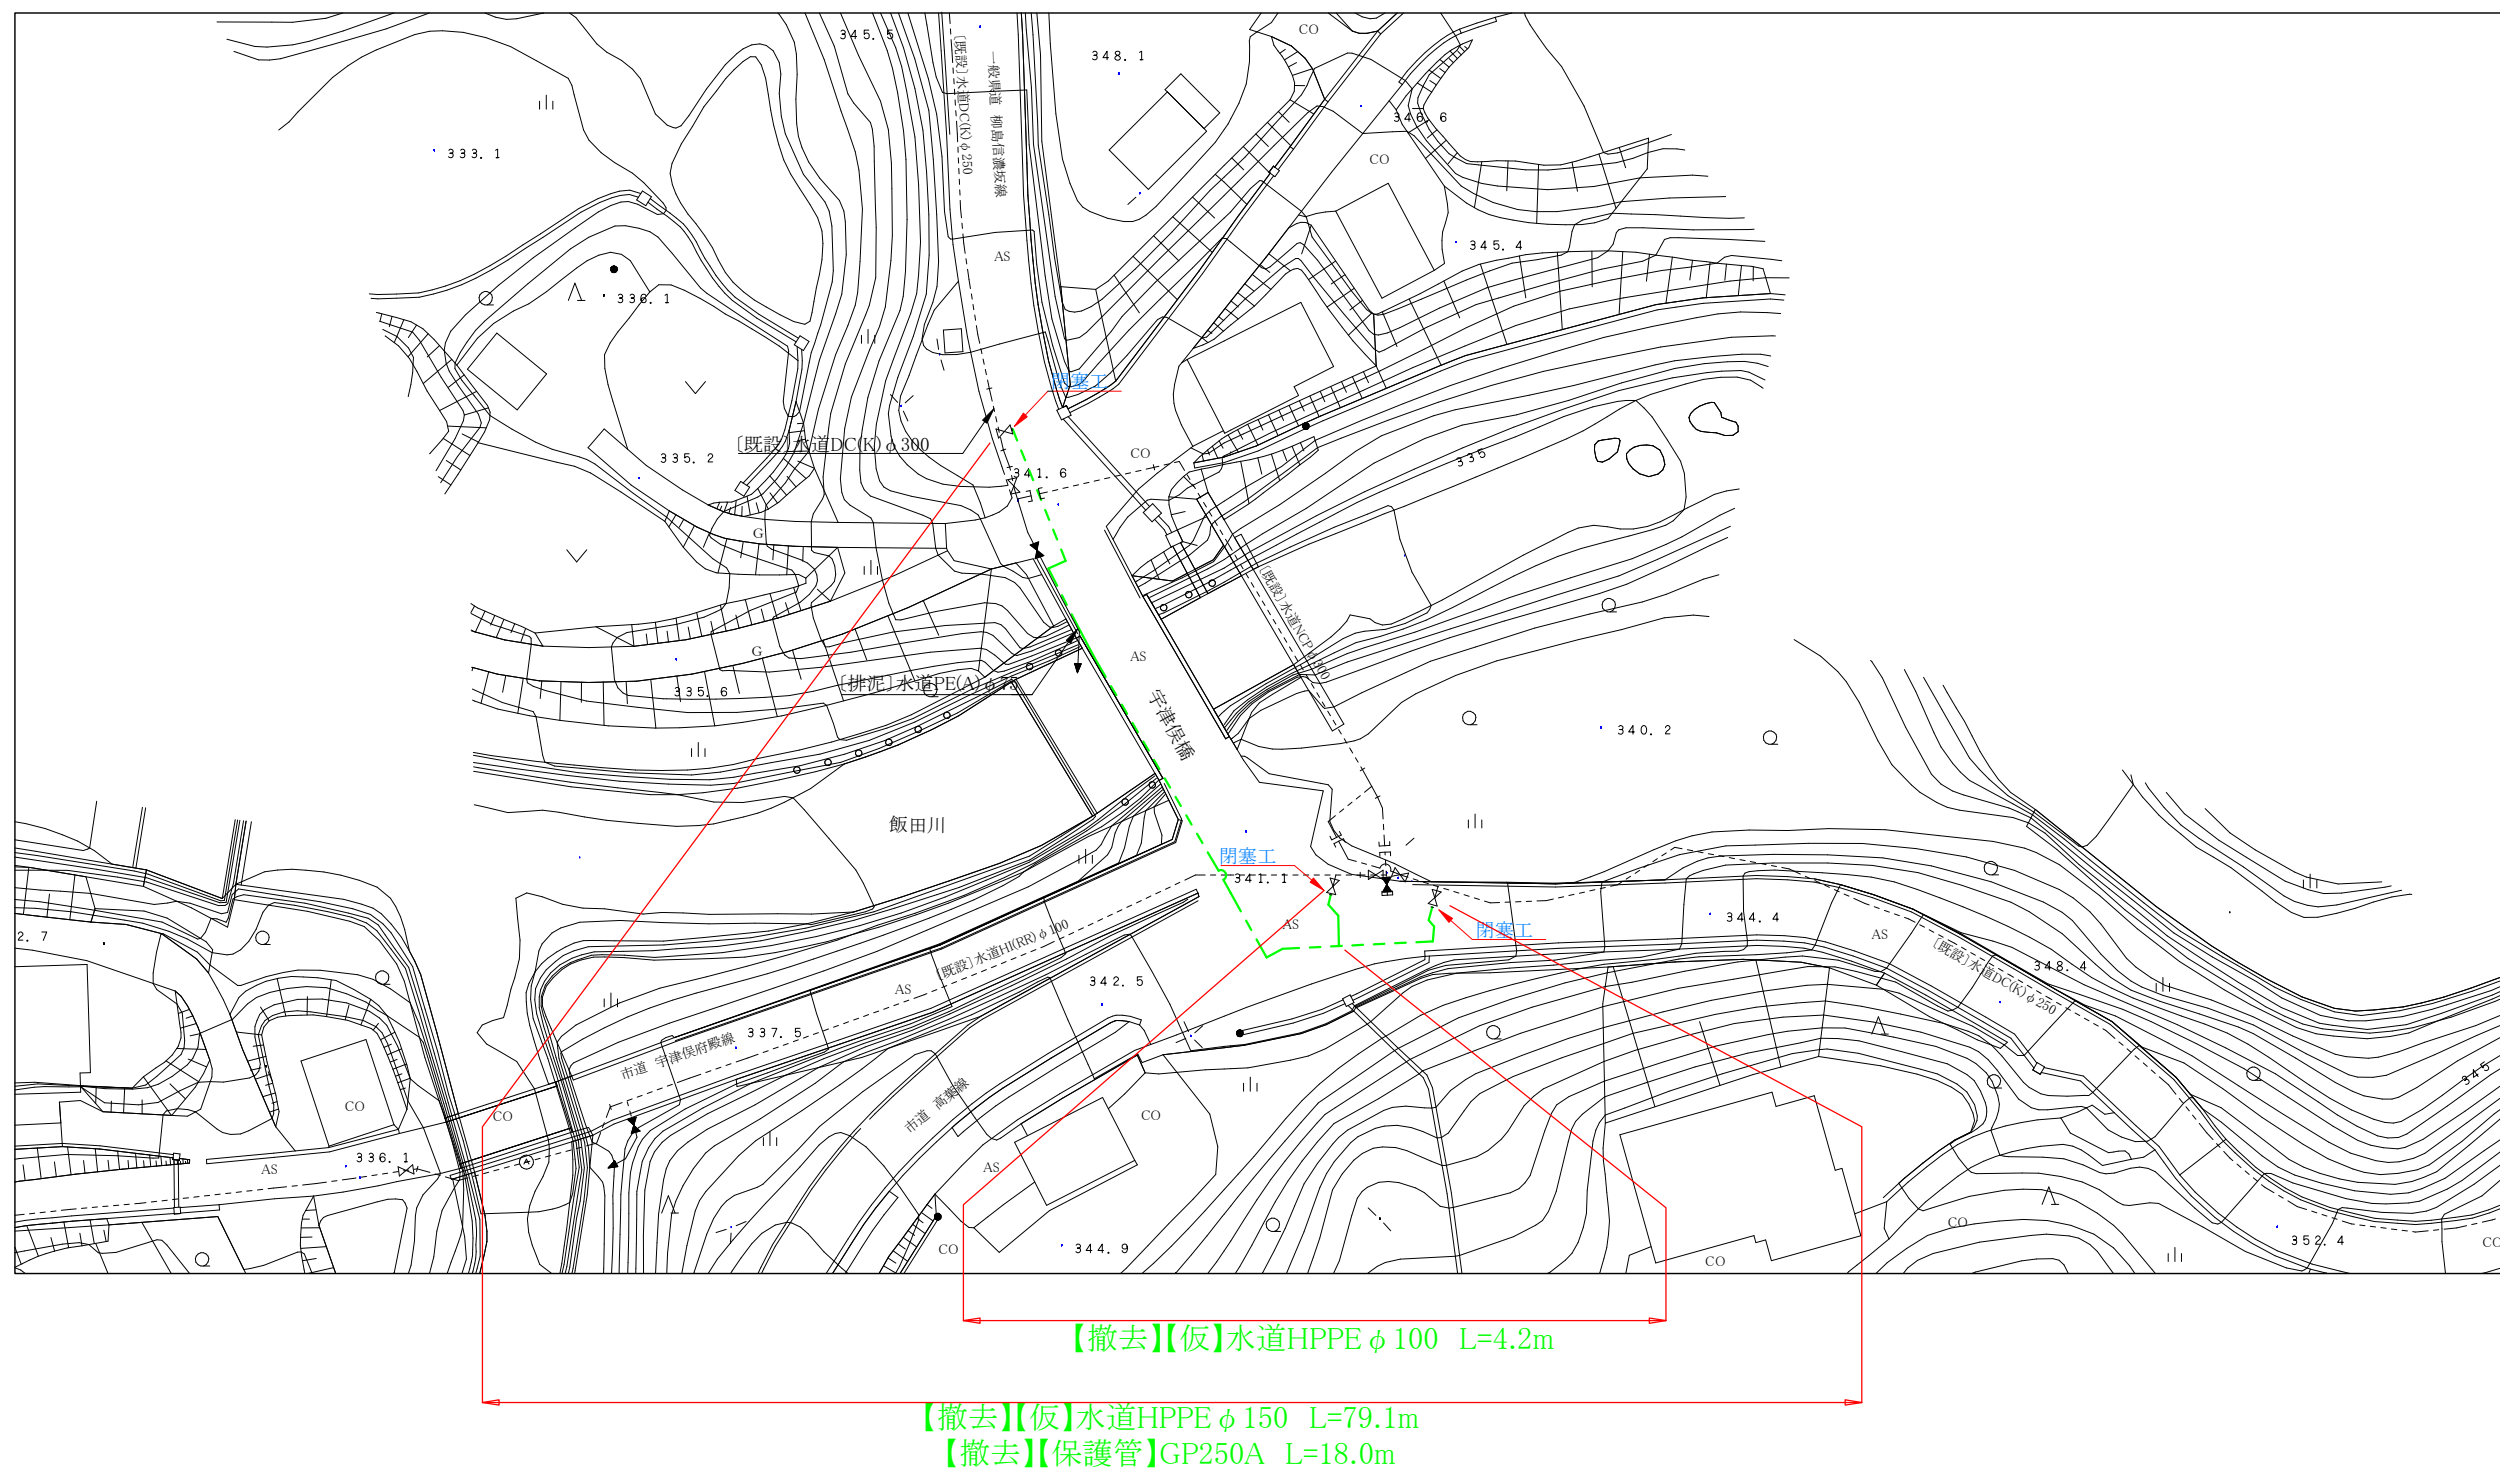 345.5
CO
348.1
〔既設〕水道DC(K)φ250
一般県道 柳島信濃坂線
346.6
333.1
CO
345.4
AS
336.1
閉塞工
〔既設〕水道DC(K)φ300
335.2
341.6
CO
335
G
〔既設〕水道NCPφ300
G
AS
335.6
〔排泥〕水道PE(A)φ75
宇津俣橋
340.2
飯田川
閉塞工
341.1
344.4
AS
閉塞工
AS
2.7
〔既設〕水道HI(RR)φ100
〔既設〕水道DC(K)φ250
348.4
342.5
AS
337.5
市道 宇津俣府殿線
345
市道 高葉線
CO
CO
CO
336.1
AS
AS
CO
352.4
CO
344.9
CO
CO
【撤去】【仮】水道HPPEφ100 L=4.2m
【撤去】【仮】水道HPPEφ150 L=79.1m
【撤去】【保護管】GP250A L=18.0m